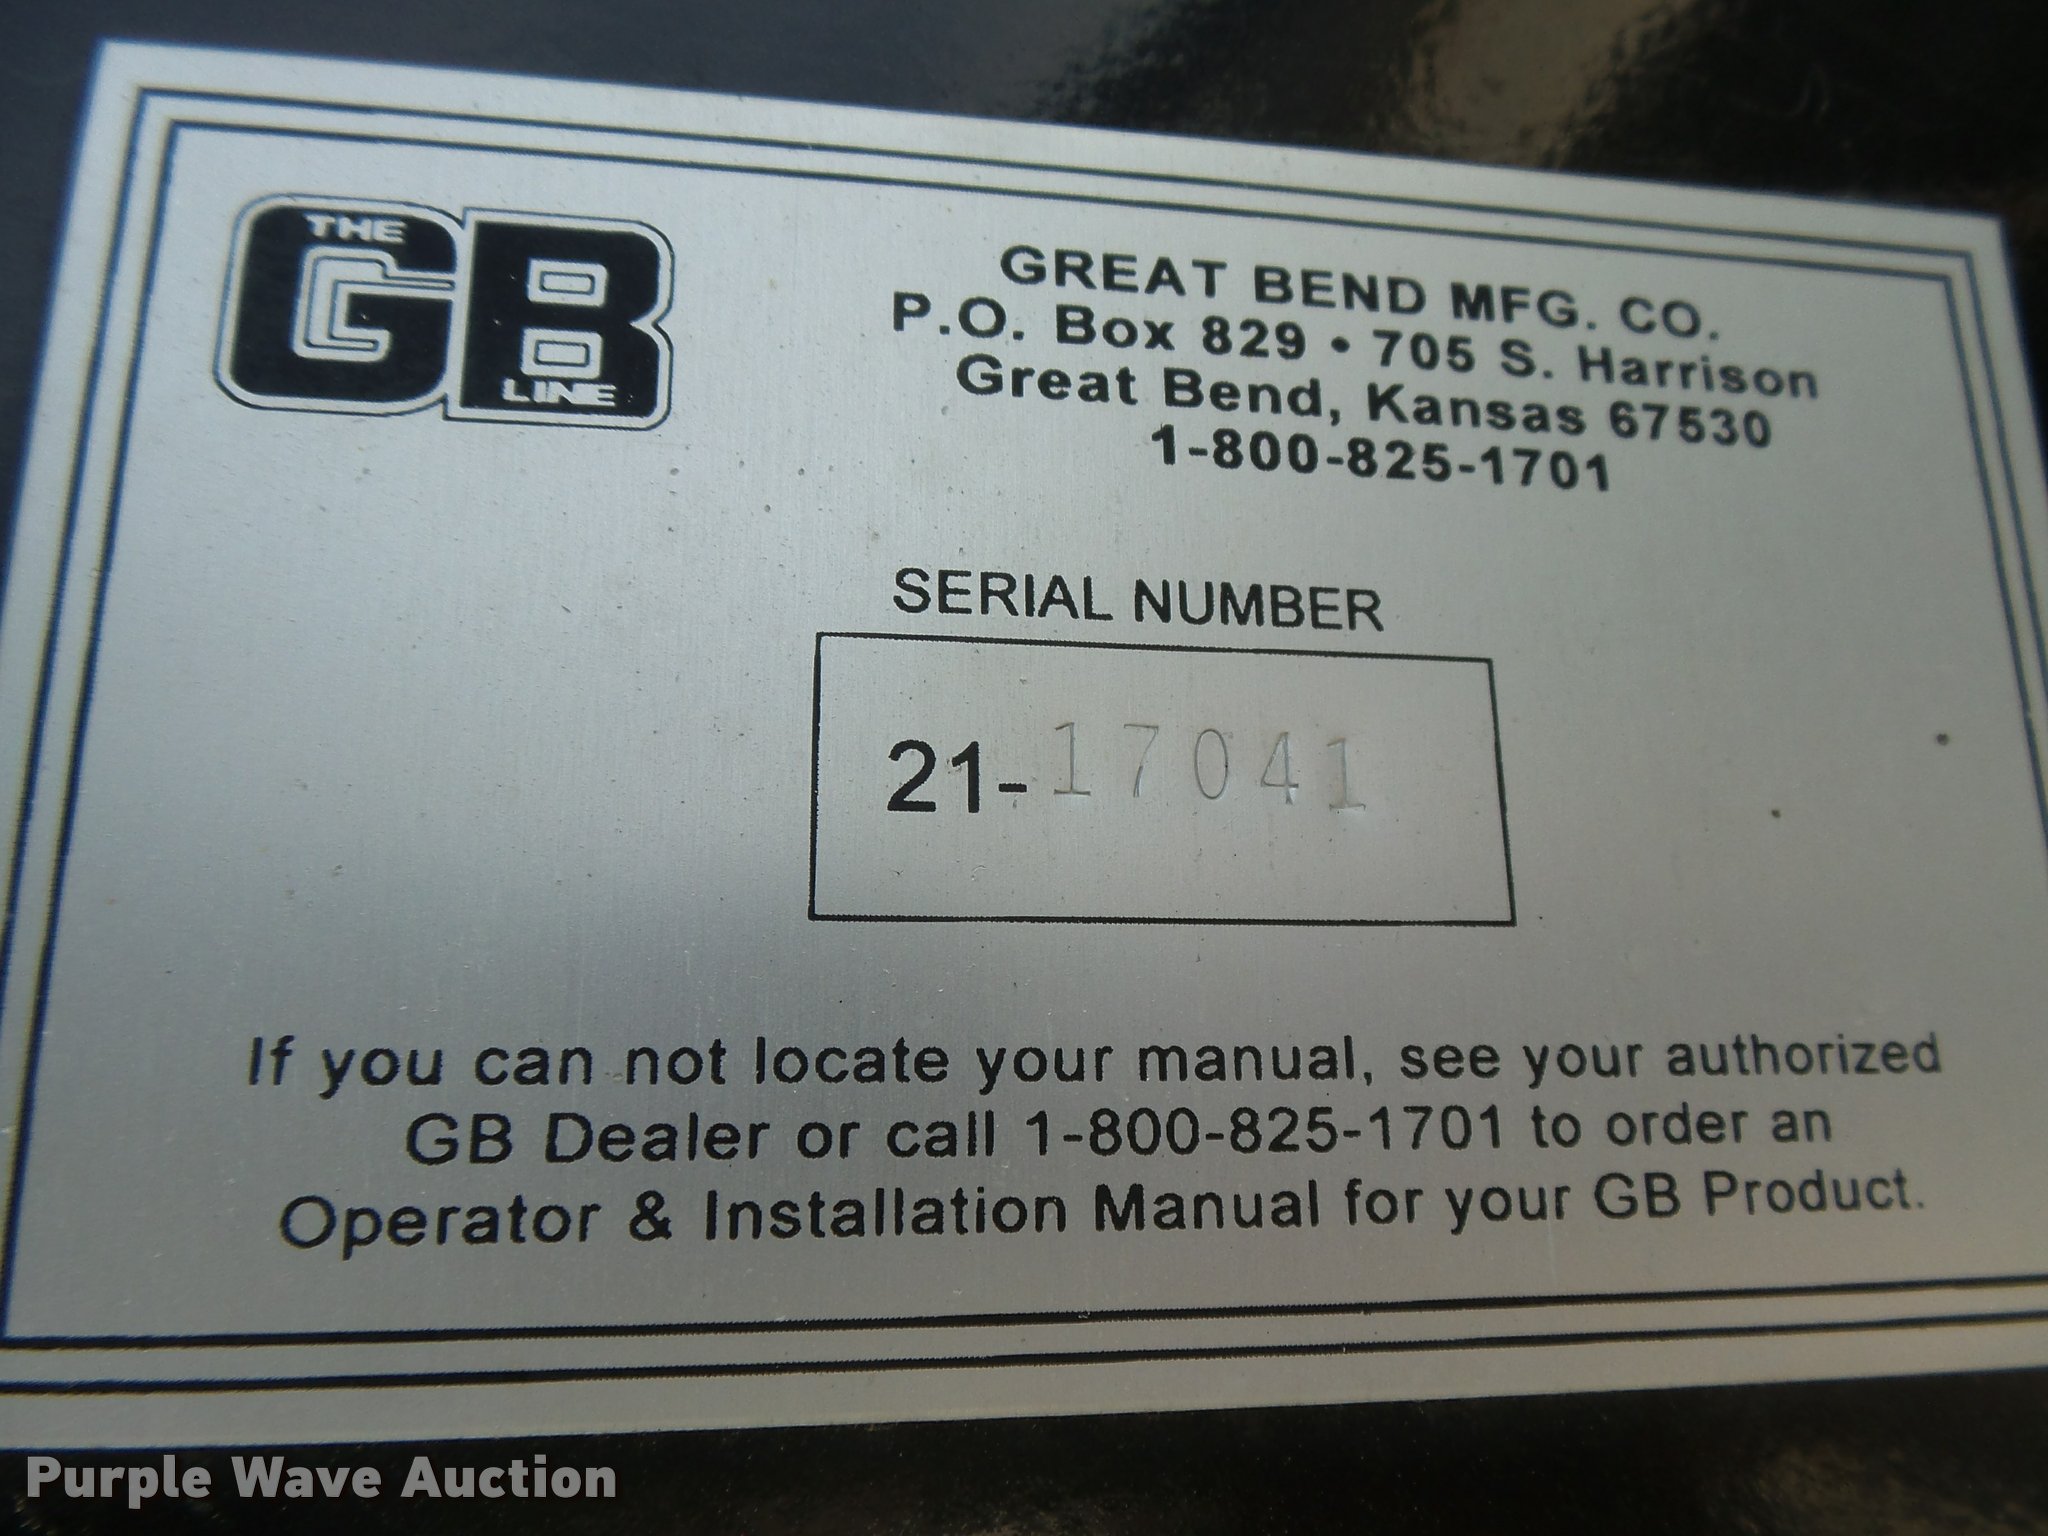 THE
GB
LINE
GREAT BEND MFG. CO.
P.O. Box 829 • 705 S. Harrison
Great Bend, Kansas 67530
1-800-825-1701
SERIAL NUMBER
21-17041
If you can not locate your manual, see your authorized
GB Dealer or call 1-800-825-1701 to order an
Operator & Installation Manual for your GB Product.
Purple Wave Auction